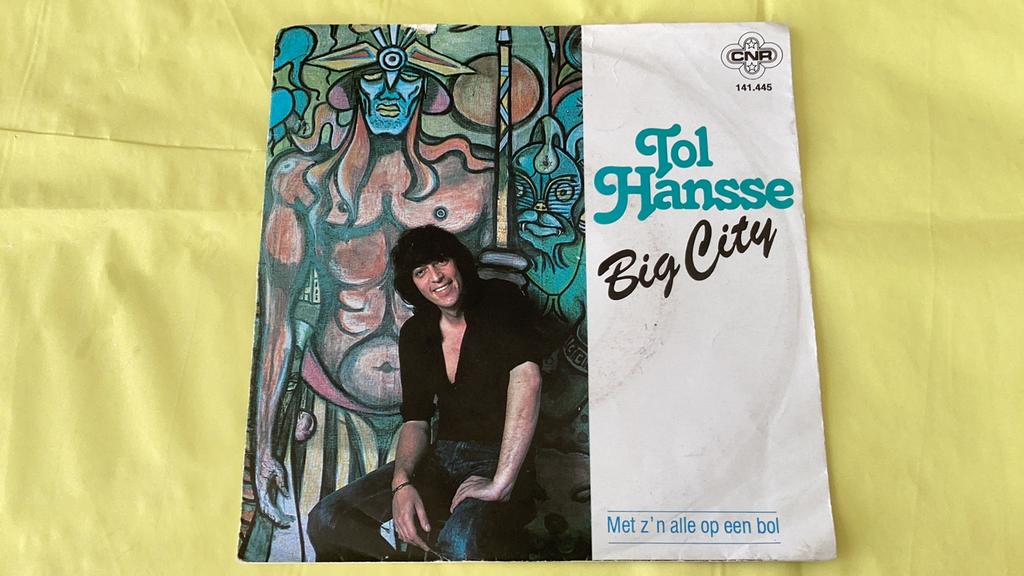 CNR
141.445
Tol
Hansse
Big City
Met z'n alle op een bol